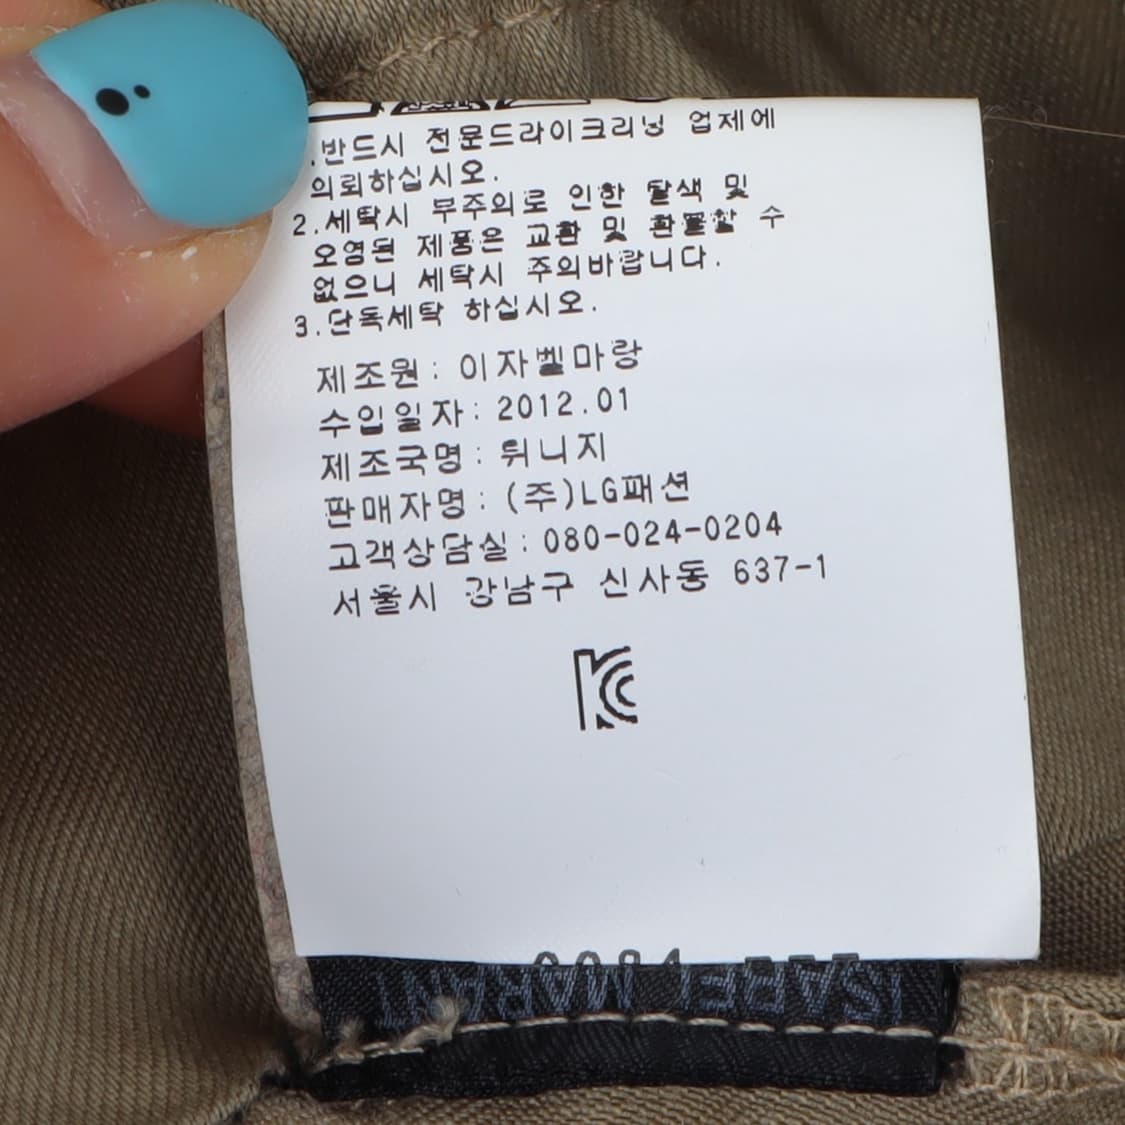 .반드시 전문드라이크리닝 업체에
의뢰하십시오.
2.세탁시 부주의로 인한 탈색 및
오염된 제품은 교환 및 환불할 수
없으니 세탁시 주의바랍니다.
3.단독세탁 하십시오.
제조원: 이자벨마랑
수입일자: 2012.01
제조국명: 튀니지
판매자명: (주)LG패션
고객상담실: 080-024-0204
서울시 강남구 신사동 637-1
KC
ISABEL MARANT